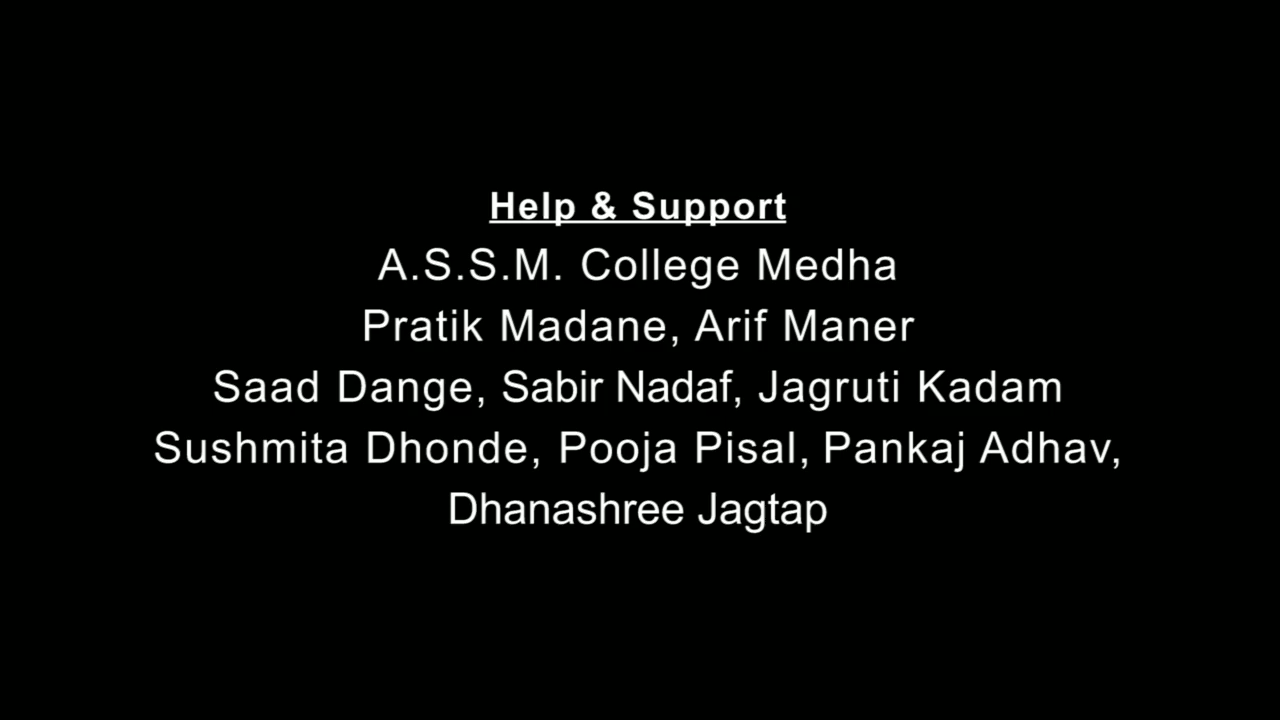 Help & Support
A.S.S.M. College Medha
Pratik Madane, Arif Maner
Saad Dange, Sabir Nadaf, Jagruti Kadam
Sushmita Dhonde, Pooja Pisal, Pankaj Adhav,
Dhanashree Jagtap